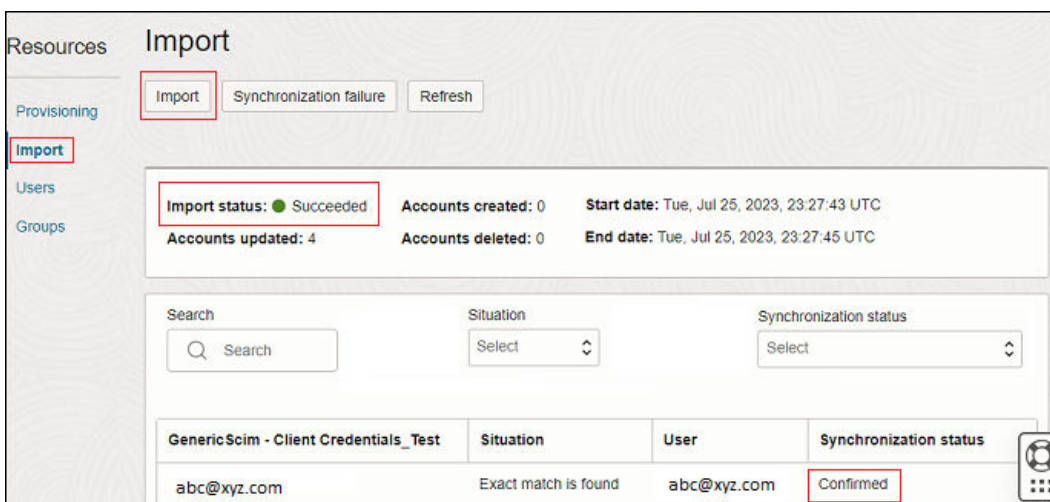 Resources
Import
Import Synchronization failure Refresh
Provisioning
Import
Users
Groups
Import status: Succeeded Accounts created: 0 Start date: Tue, Jul 25, 2023, 23:27:43 UTC
Accounts updated: 4 Accounts deleted: 0 End date: Tue, Jul 25, 2023, 23:27:45 UTC
Search Situation Synchronization status
Search Select Select
GenericScim - Client Credentials_Test Situation User Synchronization status
abc@xyz.com Exact match is found abc@xyz.com Confirmed